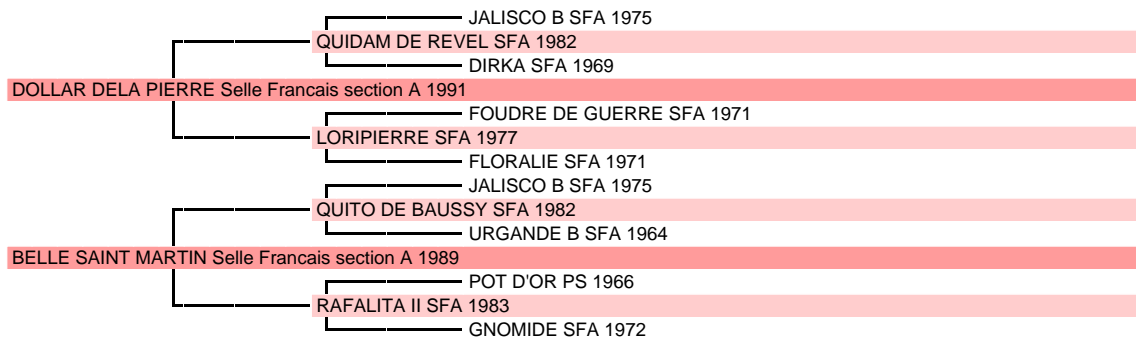 JALISCO B SFA 1975
QUIDAM DE REVEL SFA 1982
DIRKA SFA 1969
DOLLAR DELA PIERRE Selle Francais section A 1991
FOUDRE DE GUERRE SFA 1971
LORIPIERRE SFA 1977
FLORALIE SFA 1971
JALISCO B SFA 1975
QUITO DE BAUSSY SFA 1982
URGANDE B SFA 1964
BELLE SAINT MARTIN Selle Francais section A 1989
POT D'OR PS 1966
RAFALITA II SFA 1983
GNOMIDE SFA 1972